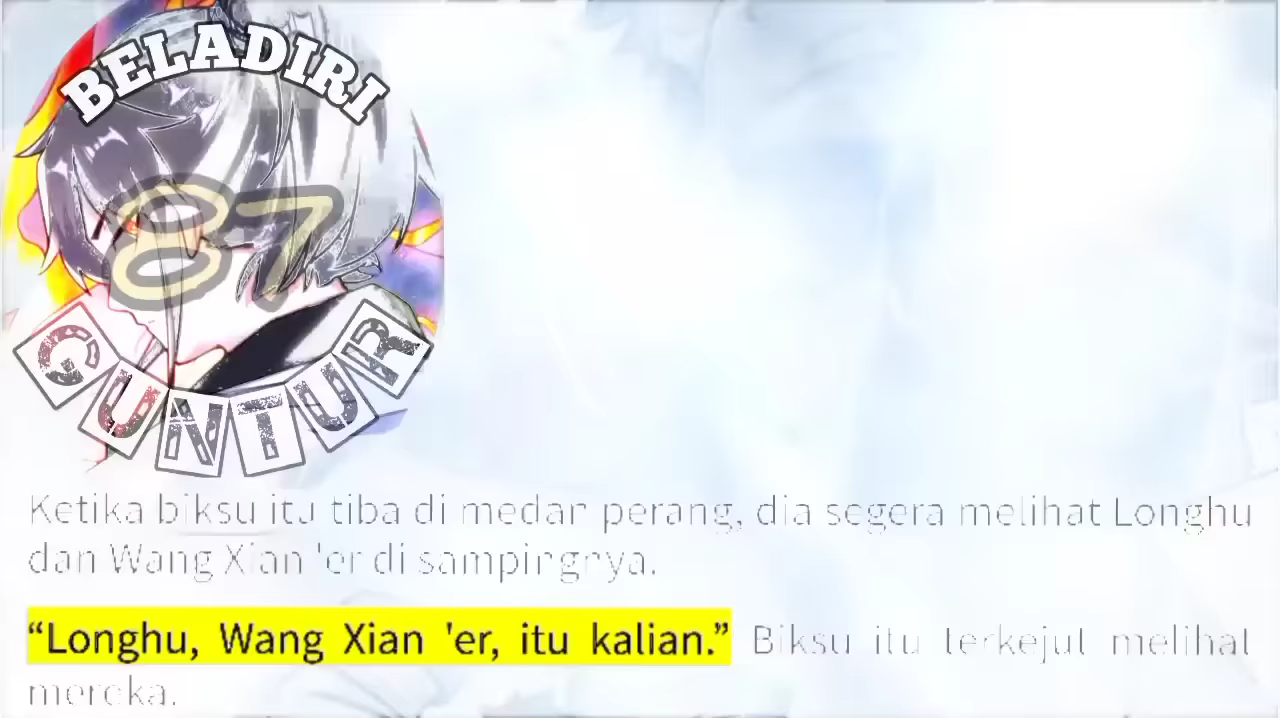 BELADIRI
87
GUNTUR
Ketika biksu itu tiba di medan perang, dia segera melihat Longhu
dan Wang Xian 'er di sampingnya.
“Longhu, Wang Xian 'er, itu kalian.” Biksu itu terkejut melihat
mereka.